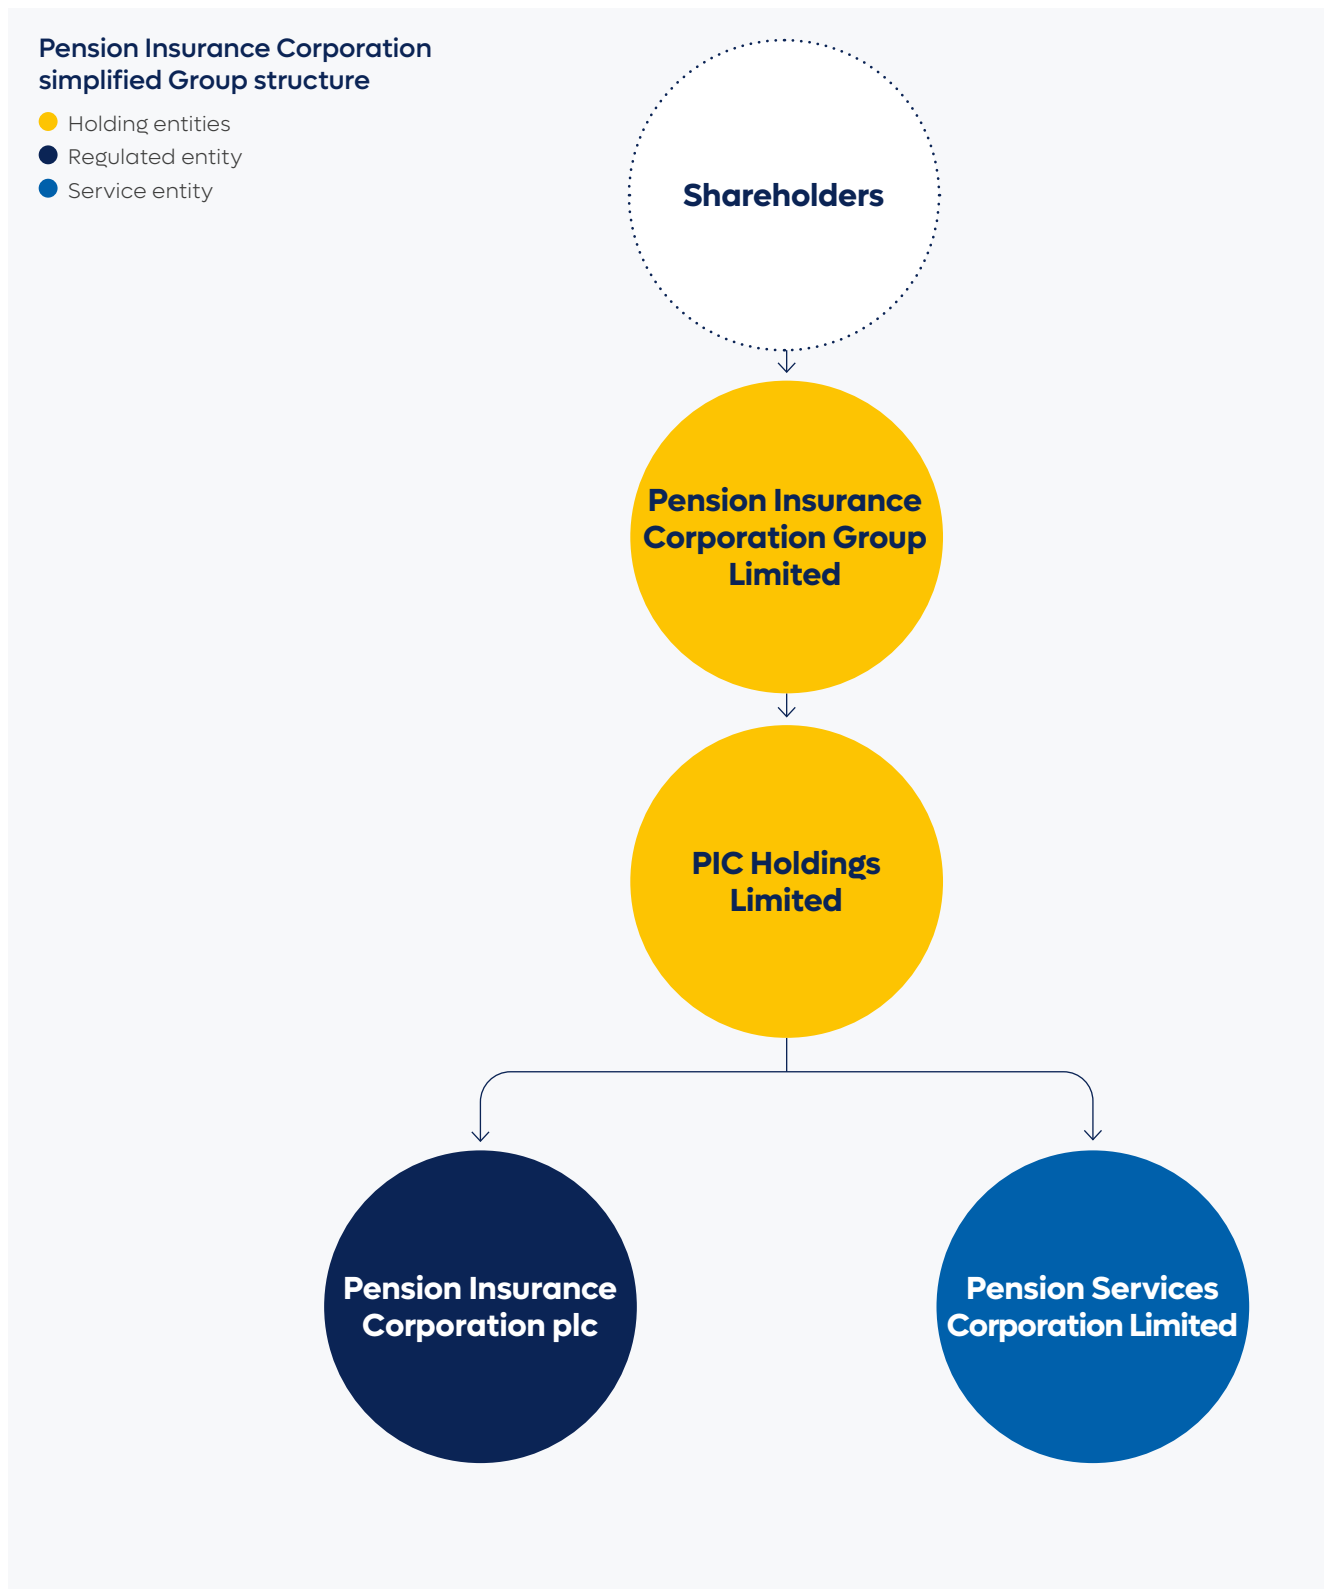 Pension Insurance Corporation
simplified Group structure
Holding entities
Regulated entity
Service entity
Shareholders
Pension Insurance
Corporation Group
Limited
PIC Holdings
Limited
Pension Insurance
Corporation plc
Pension Services
Corporation Limited